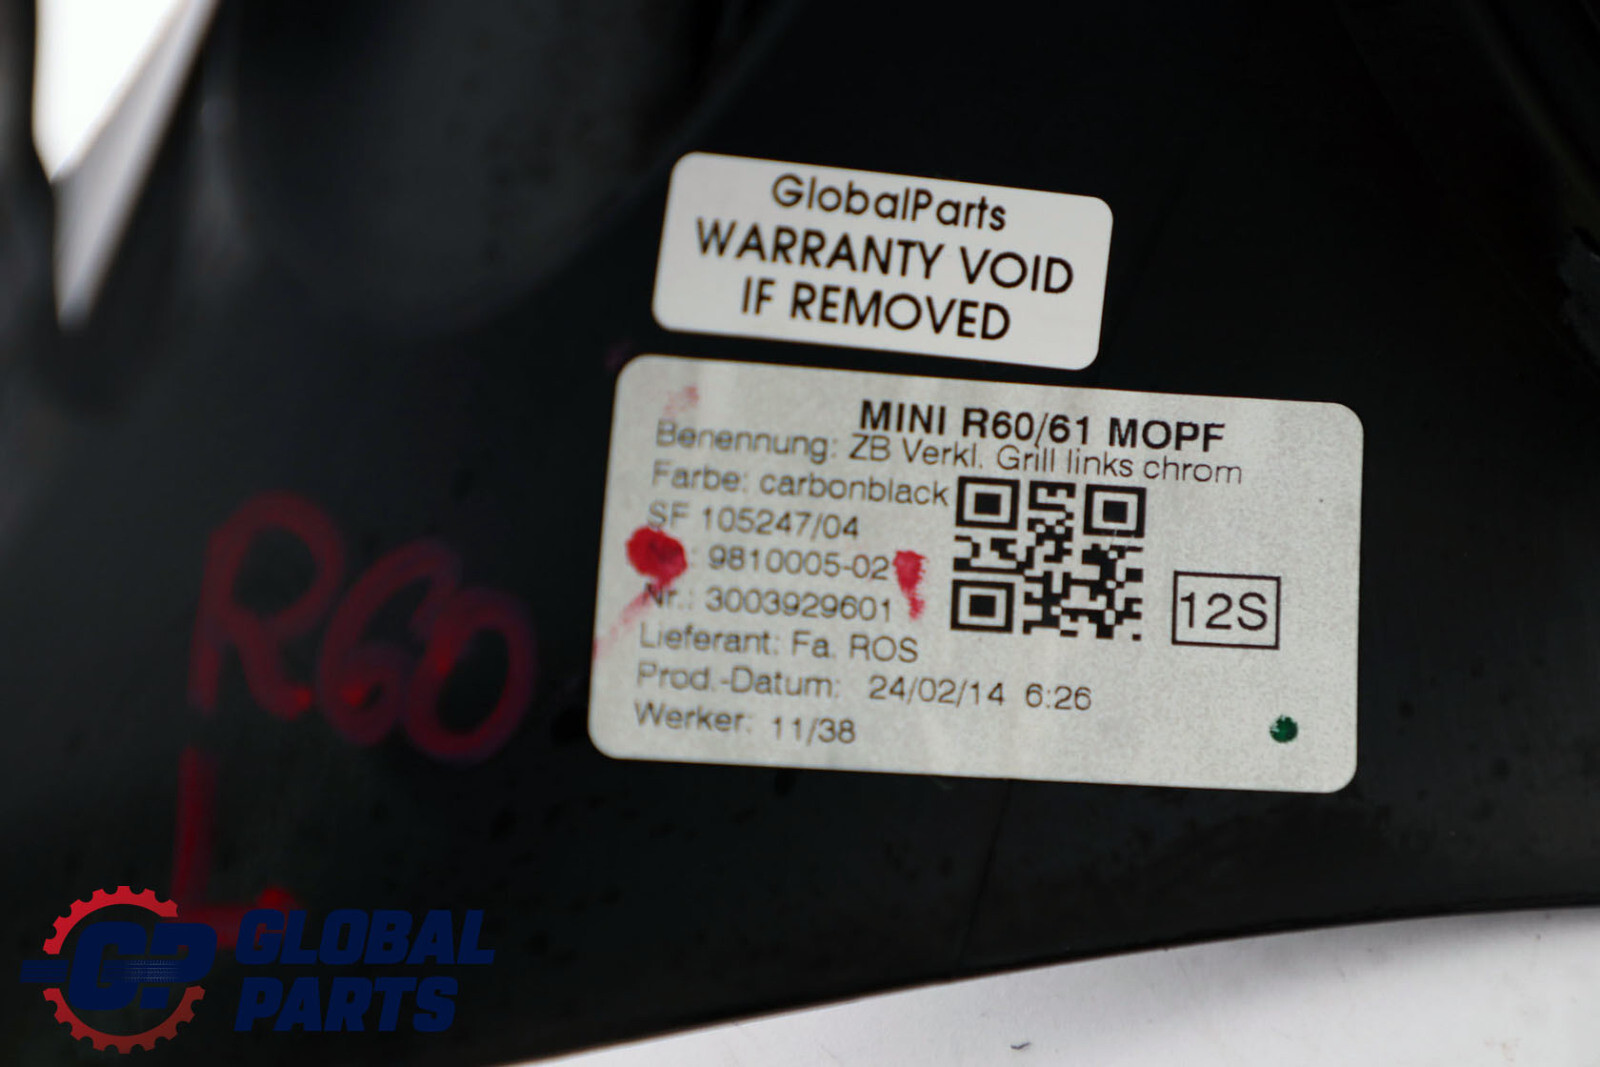 GlobalParts
WARRANTY VOID
IF REMOVED
MINI R60/61 MOPF
Benennung: ZB Verkl. Grill links chrom
Farbe: carbonblack
SF 105247/04
: 9810005-02
Nr.: 3003929601
12S
Lieferant: Fa. ROS
Prod.-Datum: 24/02/14 6:26
Werker: 11/38
R60
L.
GP GLOBAL
PARTS